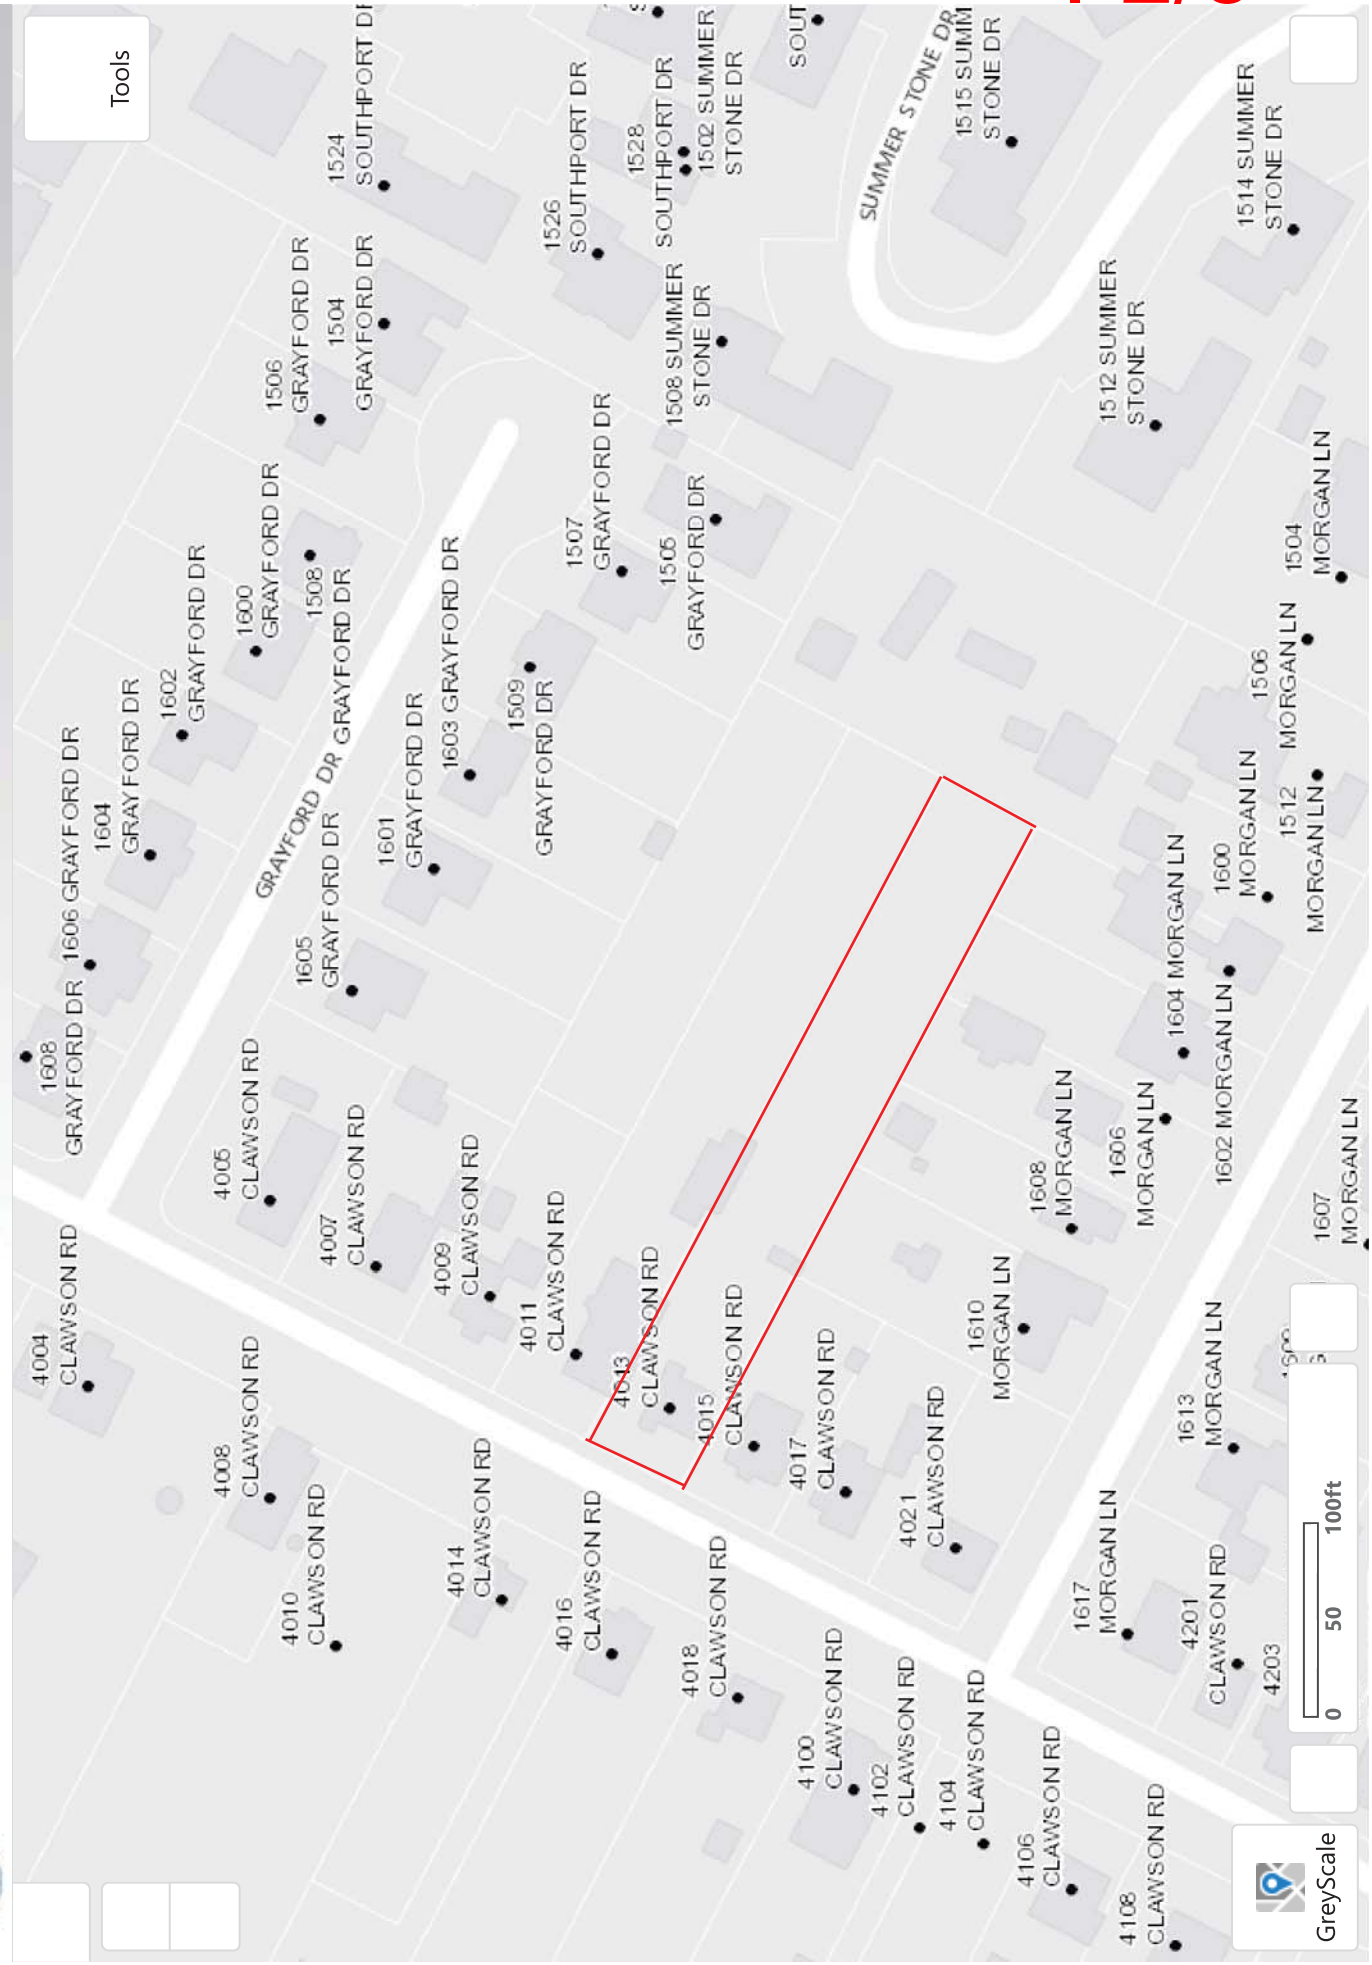 Tools
1524
SOUTHPORT DR
1526
SOUTHPORT DR
1528
SOUTHPORT DR
1502 SUMMER
STONE DR
SUMMER STONE DR
1515 SUMM
STONE DR
1514 SUMMER
STONE DR
1512 SUMMER
STONE DR
1508 SUMMER
STONE DR
1504
GRAYFORD DR
1506
GRAYFORD DR
1508
GRAYFORD DR
1600
GRAYFORD DR
1602
GRAYFORD DR
1604
GRAYFORD DR
1606 GRAYFORD DR
1608
GRAYFORD DR
GRAYFORD DR
1505
GRAYFORD DR
1507
GRAYFORD DR
1509
GRAYFORD DR
1603 GRAYFORD DR
1601
GRAYFORD DR
1605
GRAYFORD DR
1504
MORGAN LN
1506
MORGAN LN
1512
MORGAN LN
1600
MORGAN LN
1602 MORGAN LN
1604 MORGAN LN
1606
MORGAN LN
1608
MORGAN LN
1610
MORGAN LN
1607
MORGAN LN
1613
MORGAN LN
1617
MORGAN LN
4005
CLAWSON RD
4007
CLAWSON RD
4009
CLAWSON RD
4011
CLAWSON RD
4013
CLAWSON RD
4015
CLAWSON RD
4017
CLAWSON RD
4021
CLAWSON RD
4004
CLAWSON RD
4008
CLAWSON RD
4010
CLAWSON RD
4014
CLAWSON RD
4016
CLAWSON RD
4018
CLAWSON RD
4100
CLAWSON RD
4102
CLAWSON RD
4104
CLAWSON RD
4106
CLAWSON RD
4108
CLAWSON RD
4201
CLAWSON RD
4203
0 50 100ft
GreyScale